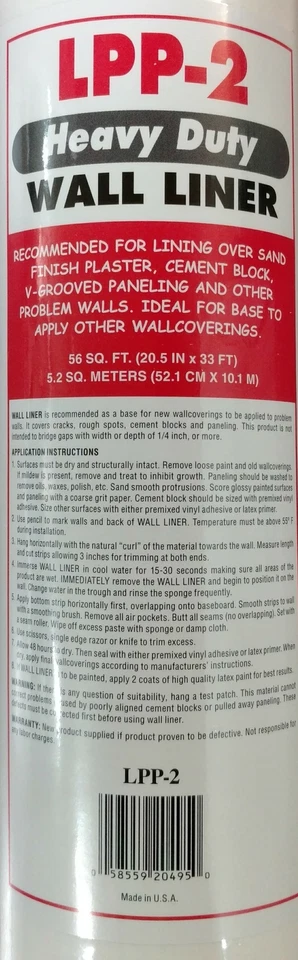 LPP-2
Heavy Duty
WALL LINER
RECOMMENDED FOR LINING OVER SAND
FINISH PLASTER, CEMENT BLOCK,
V-GROOVED PANELING AND OTHER
PROBLEM WALLS. IDEAL FOR BASE TO
APPLY OTHER WALLCOVERINGS.
56 SQ. FT. (20.5 IN x 33 FT)
5.2 SQ. METERS (52.1 CM X 10.1 M)
WALL LINER is recommended as a base for new wallcoverings to be applied to problem
walls. It covers cracks, rough spots, cement blocks and paneling. This product is not
intended to bridge gaps with width or depth of 1/4 inch, or more.
APPLICATION INSTRUCTIONS
1. Surfaces must be dry and structurally intact. Remove loose paint and old wallcoverings.
If mildew is present, remove and treat to inhibit growth. Paneling should be washed to
remove oils, waxes, polish, etc. Sand smooth protrusions. Score glossy painted surfaces
and paneling with a coarse grit paper. Cement block should be sized with premixed vinyl
adhesive. Size other surfaces with either premixed vinyl adhesive or latex primer.
2. Use pencil to mark walls and back of WALL LINER. Temperature must be above 55° F
during installation.
3. Hang horizontally with the natural "curl" of the material towards the wall. Measure length
and cut strips allowing 3 inches for trimming at both ends.
4. Immerse WALL LINER in cool water for 15-30 seconds making sure all areas of the
product are wet. IMMEDIATELY remove the WALL LINER and begin to position it on the
wall. Change water in the trough and rinse the sponge frequently.
5. Apply bottom strip horizontally first, overlapping onto baseboard. Smooth strips to wall
with a smoothing brush. Remove all air pockets. Butt all seams (no overlapping). Set with
a seams roller. Wipe off excess paste with sponge or damp cloth.
6. Use scissors, single edge razor or knife to trim excess.
7. Allow 48 hours to dry. Then seal with either premixed vinyl adhesive or latex primer. When
dry, apply final wallcoverings according to manufacturers' instructions.
8. If WALL LINER is to be painted, apply 2 coats of high quality latex paint for best results.
WARNING: If there is any question of suitability, hang a test patch. This material cannot
correct problems caused by poorly aligned cement blocks or pulled away paneling. These
defects must be corrected first before using wall liner.
WARRANTY: New product supplied if product proven to be defective. Not responsible for
any labor charges.
LPP-2
0 58559 20495 0
Made in U.S.A.